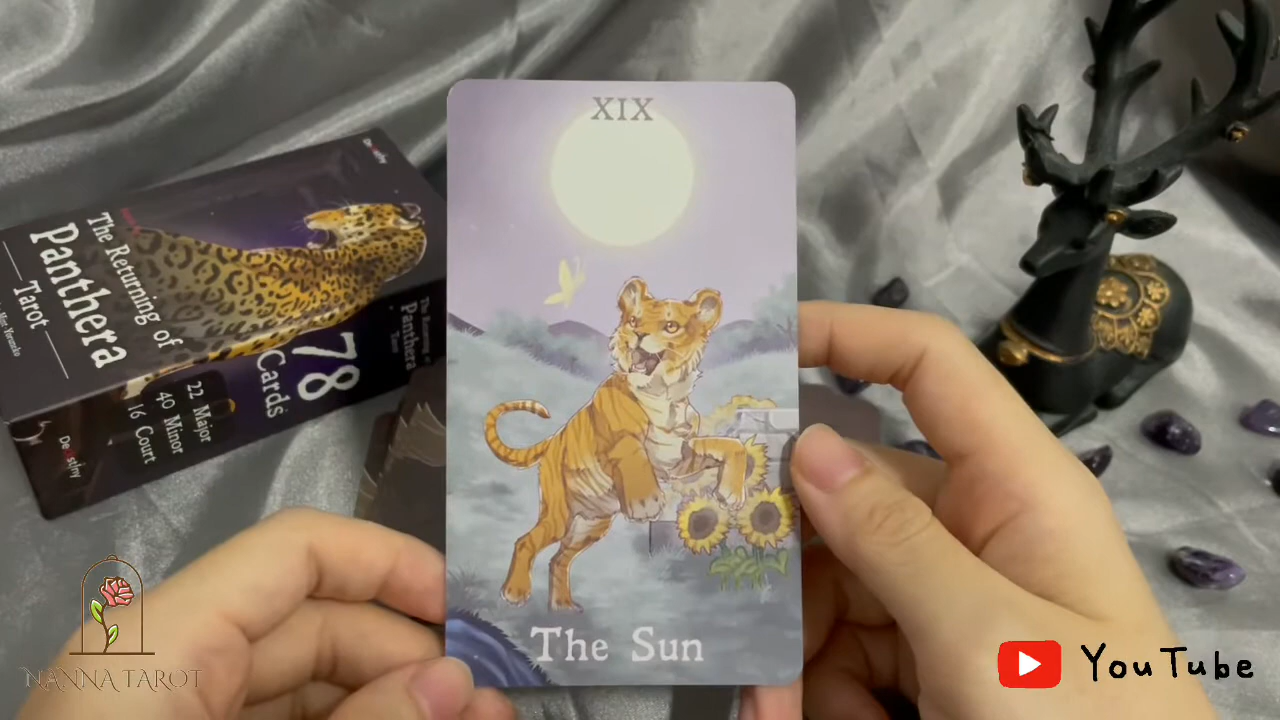 XIX
The Sun
The Returning of
Panthera
Tarot
78
Cards
22 Major
40 Minor
16 Court
The Returning of
Panthera
Tarot
NANNA TAROT
YouTube